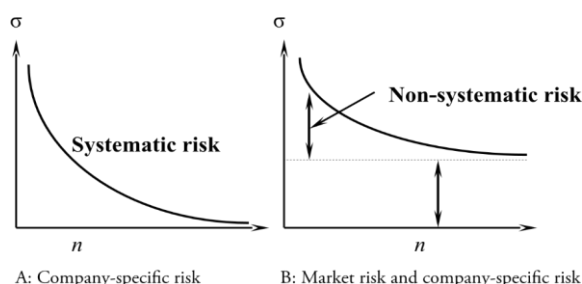 σ
Systematic risk
n
A: Company-specific risk
σ
Non-systematic risk
n
B: Market risk and company-specific risk